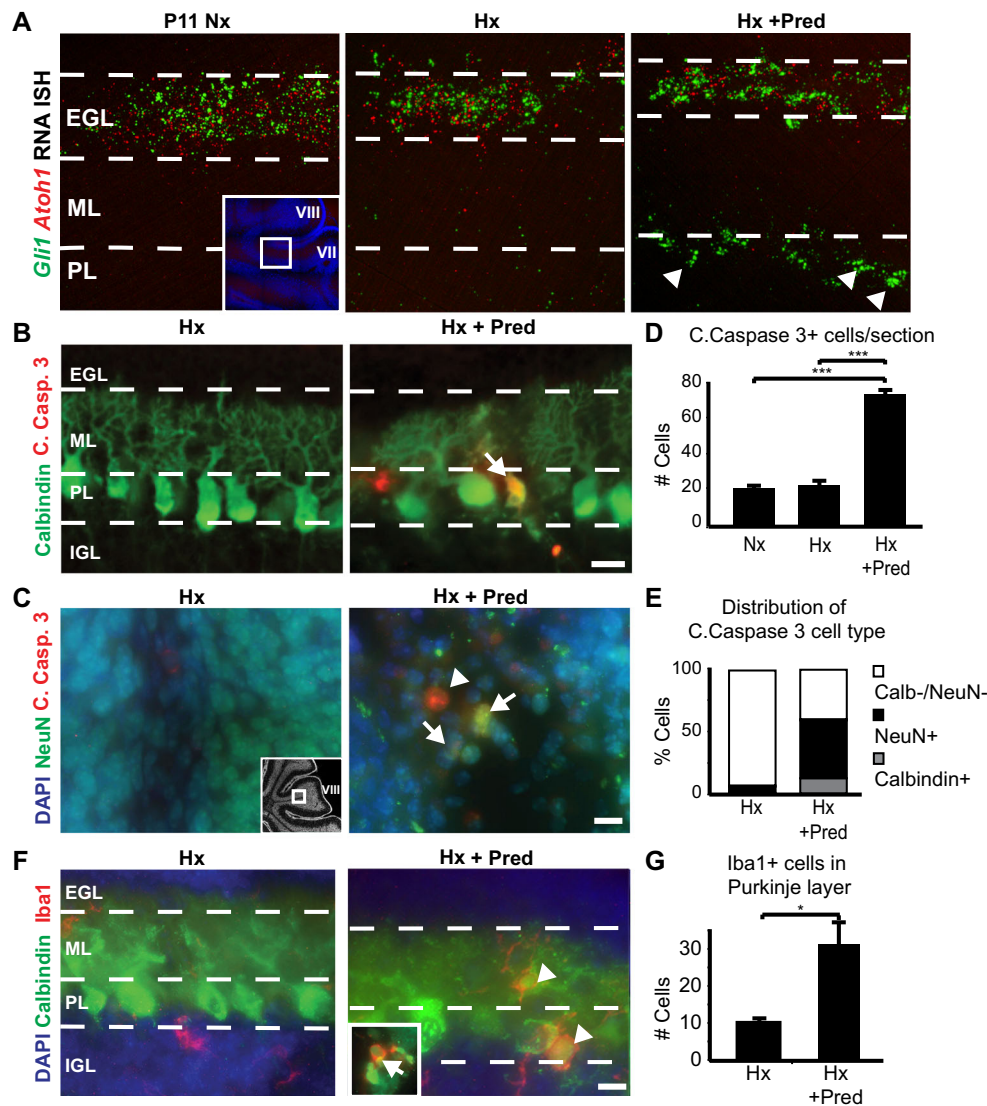 A
P11 Nx
Hx
Hx +Pred
Gli1 Atoh1 RNA ISH
EGL
ML
PL
VIII
VII
B
Hx
Hx + Pred
Calbindin C. Casp. 3
EGL
ML
PL
IGL
D
C.Caspase 3+ cells/section
***
***
# Cells
80
60
40
20
0
Nx
Hx
Hx
+Pred
C
Hx
Hx + Pred
DAPI NeuN C. Casp. 3
VIII
E
Distribution of
C.Caspase 3 cell type
% Cells
100
50
0
Hx
Hx
+Pred
Calb-/NeuN-
NeuN+
Calbindin+
F
Hx
Hx + Pred
DAPI Calbindin Iba1
EGL
ML
PL
IGL
G
Iba1+ cells in
Purkinje layer
*
# Cells
30
20
10
0
Hx
Hx
+Pred